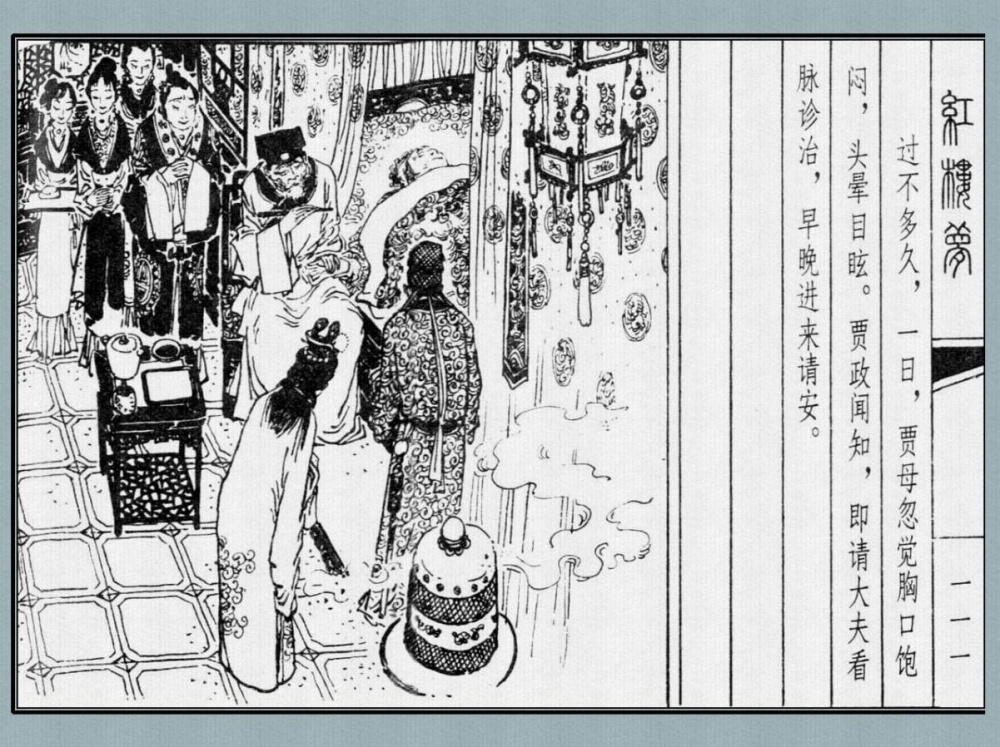 紅樓夢
过不多久，一日，贾母忽觉胸口饱
闷，头晕目眩。贾政闻知，即请大夫看
脉诊治，早晚进来请安。
一一一